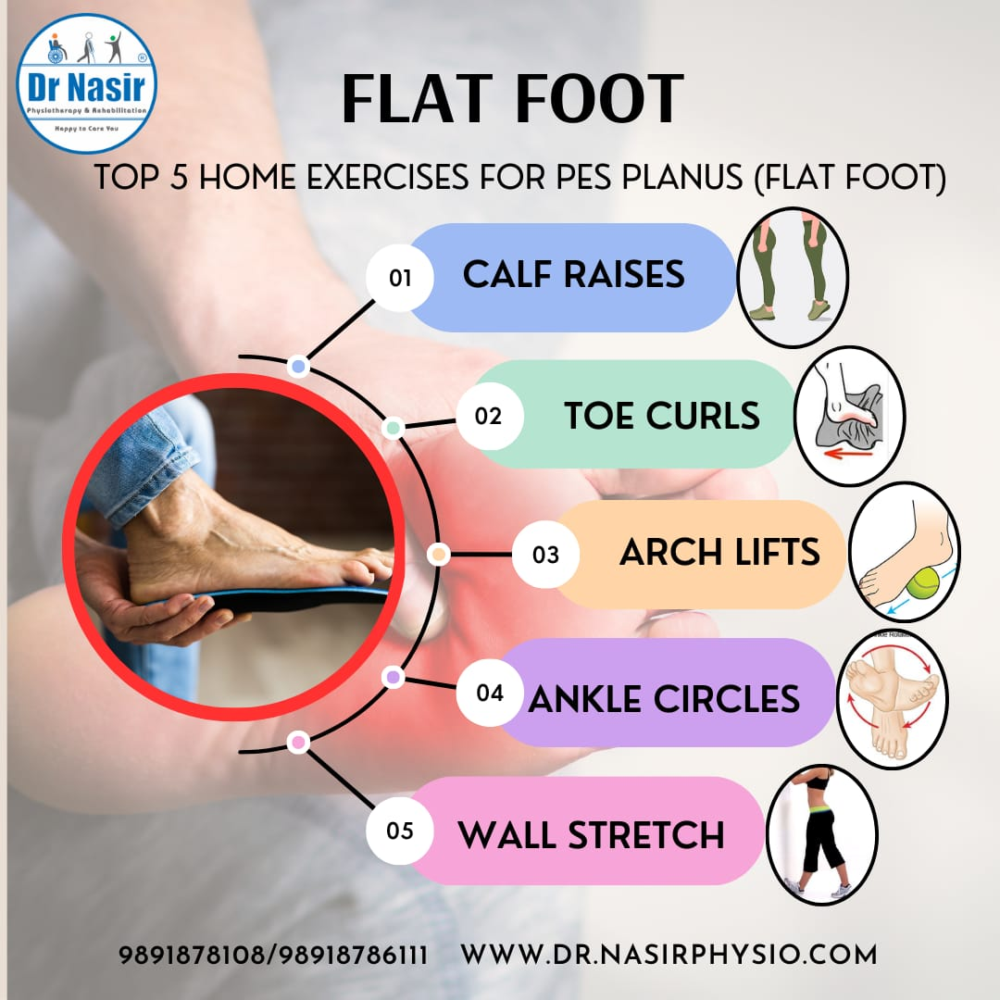 Dr Nasir
®
Physiotherapy & Rehabilitation
Happy to Care You
FLAT FOOT
TOP 5 HOME EXERCISES FOR PES PLANUS (FLAT FOOT)
01
CALF RAISES
02
TOE CURLS
03
ARCH LIFTS
04
ANKLE CIRCLES
05
WALL STRETCH
9891878108/98918786111
WWW.DR.NASIRPHYSIO.COM